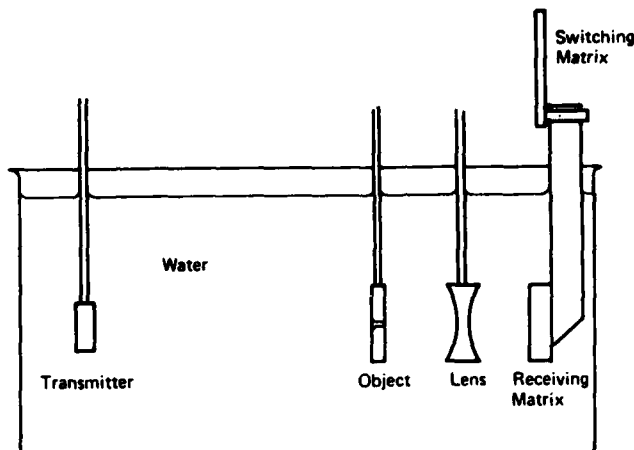 Switching
Matrix
Water
Transmitter
Object
Lens
Receiving
Matrix